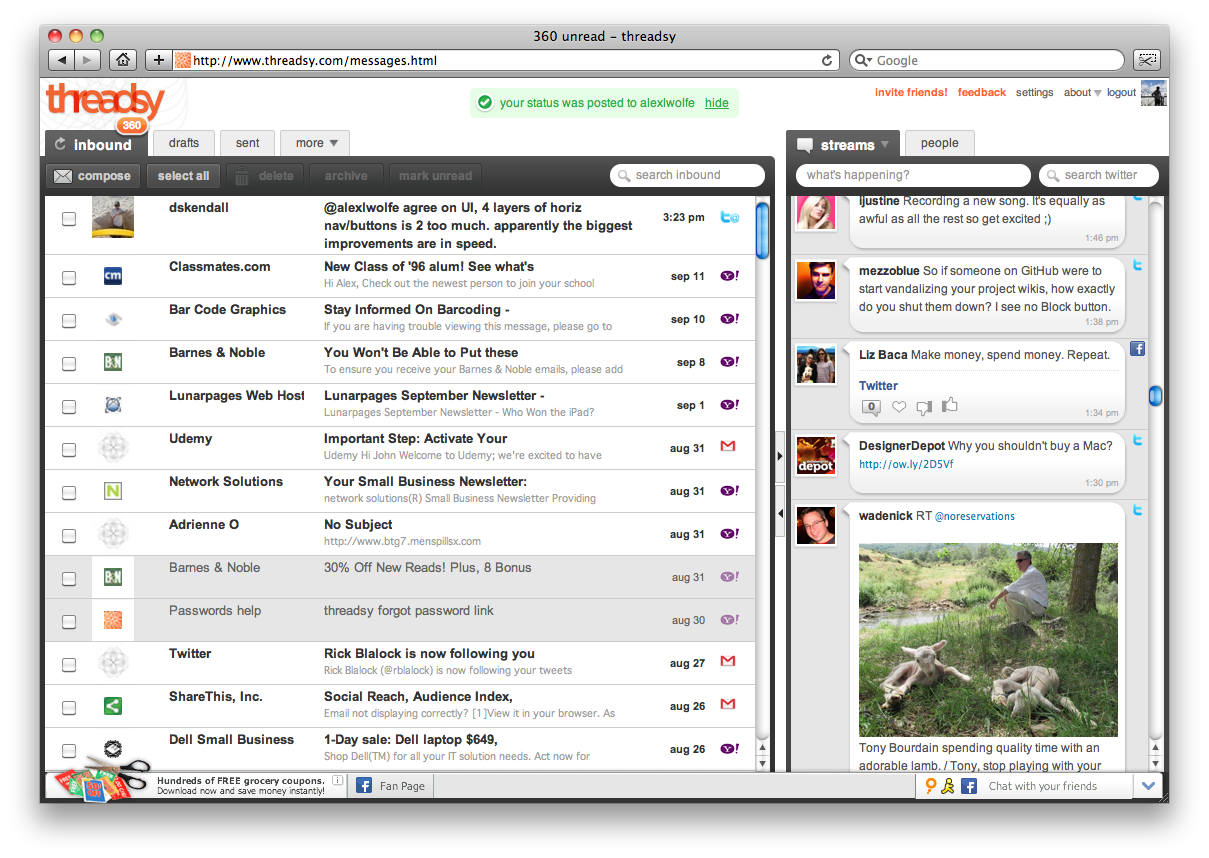 360 unread – threadsy
http://www.threadsy.com/messages.html
Google
threadsy
your status was posted to alexlwolfe hide
invite friends! feedback settings about logout
360
inbound drafts sent more
compose select all delete archive mark unread search inbound
dskendall
@alexlwolfe agree on UI, 4 layers of horiz
nav/buttons is 2 too much. apparently the biggest
improvements are in speed.
3:23 pm
Classmates.com
New Class of '96 alum! See what's
Hi Alex, Check out the newest person to join your school
sep 11
Bar Code Graphics
Stay Informed On Barcoding -
If you are having trouble viewing this message, please go to
sep 10
Barnes & Noble
You Won't Be Able to Put these
To ensure you receive your Barnes & Noble emails, please add
sep 8
Lunarpages Web Host
Lunarpages September Newsletter -
Lunarpages September Newsletter - Who Won the iPad?
sep 1
Udemy
Important Step: Activate Your
Udemy Hi John Welcome to Udemy; we're excited to have
aug 31
Network Solutions
Your Small Business Newsletter:
network solutions(R) Small Business Newsletter Providing
aug 31
Adrienne O
No Subject
http://www.btg7.menspillsx.com
aug 31
Barnes & Noble
30% Off New Reads! Plus, 8 Bonus
aug 31
Passwords help
threadsy forgot password link
aug 30
Twitter
Rick Blalock is now following you
Rick Blalock (@rblalock) is now following your tweets
aug 27
ShareThis, Inc.
Social Reach, Audience Index,
Email not displaying correctly? [1]View it in your browser. As
aug 26
Dell Small Business
1-Day sale: Dell laptop $649,
Shop Dell(TM) for all your IT solution needs. Act now for
aug 26
streams people
what's happening? search twitter
ijustine Recording a new song. It's equally as
awful as all the rest so get excited ;)
1:46 pm
mezzoblue So if someone on GitHub were to
start vandalizing your project wikis, how exactly
do you shut them down? I see no Block button.
1:38 pm
Liz Baca Make money, spend money. Repeat.
Twitter
0
1:34 pm
depot
DesignerDepot Why you shouldn't buy a Mac?
http://ow.ly/2D5Vf
1:30 pm
wadenick RT @noreservations
Tony Bourdain spending quality time with an
adorable lamb. / Tony, stop playing with your
Hundreds of FREE grocery coupons.
Download now and save money instantly!
Fan Page
Chat with your friends